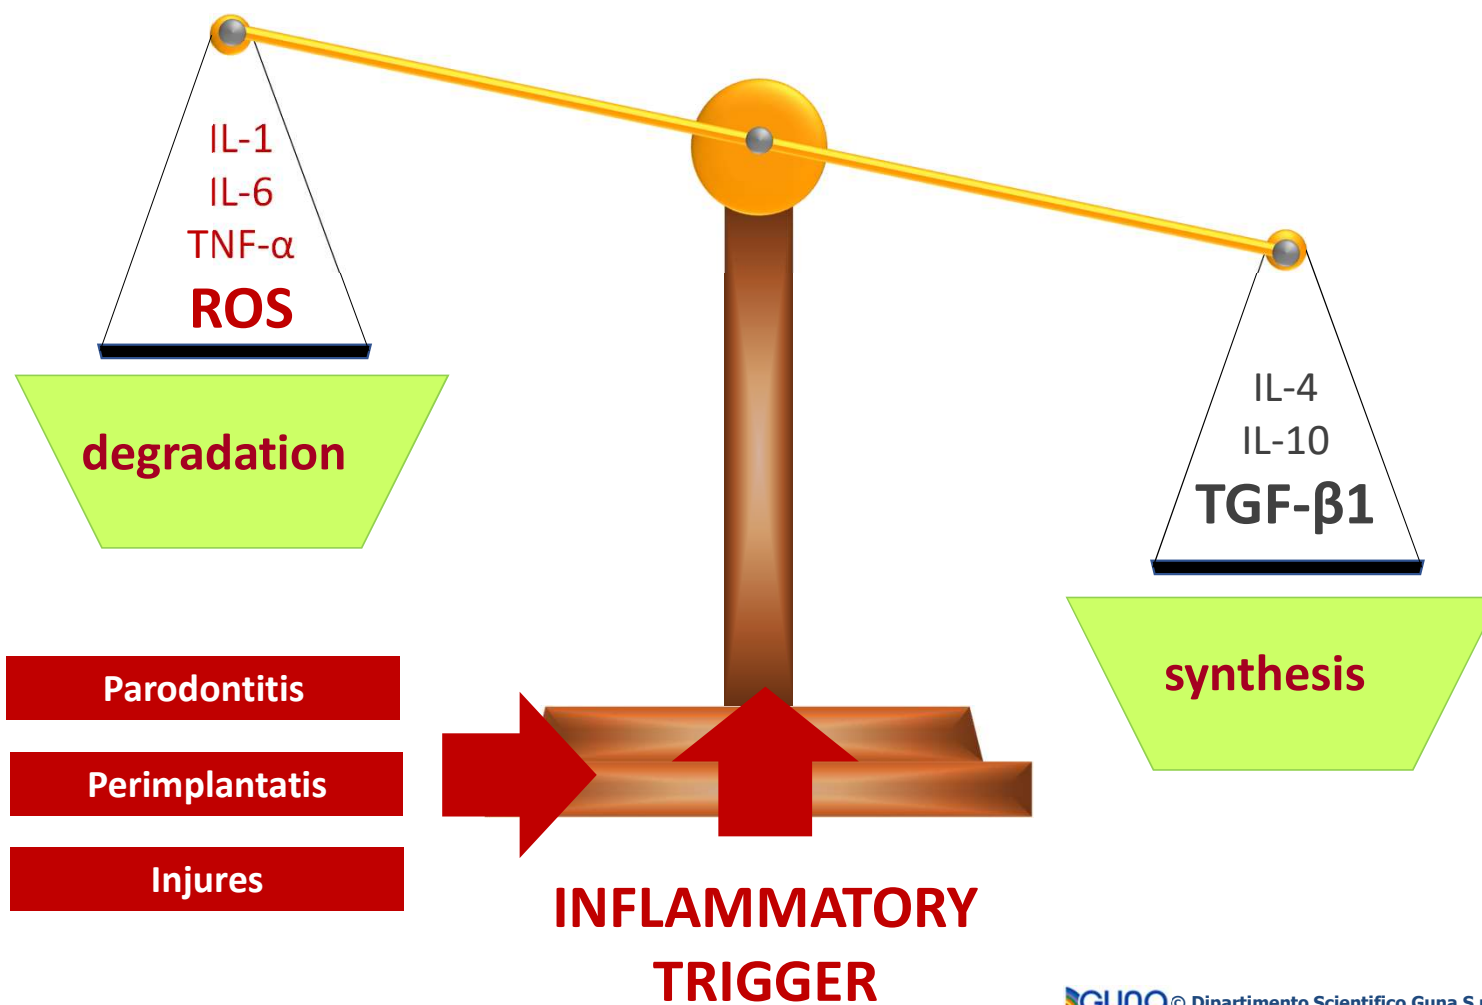 IL-1
IL-6
TNF-α
ROS
degradation
IL-4
IL-10
TGF-β1
synthesis
Parodontitis
Perimplantatis
Injures
INFLAMMATORY
TRIGGER
GUNA © Dipartimento Scientifico Guna S.